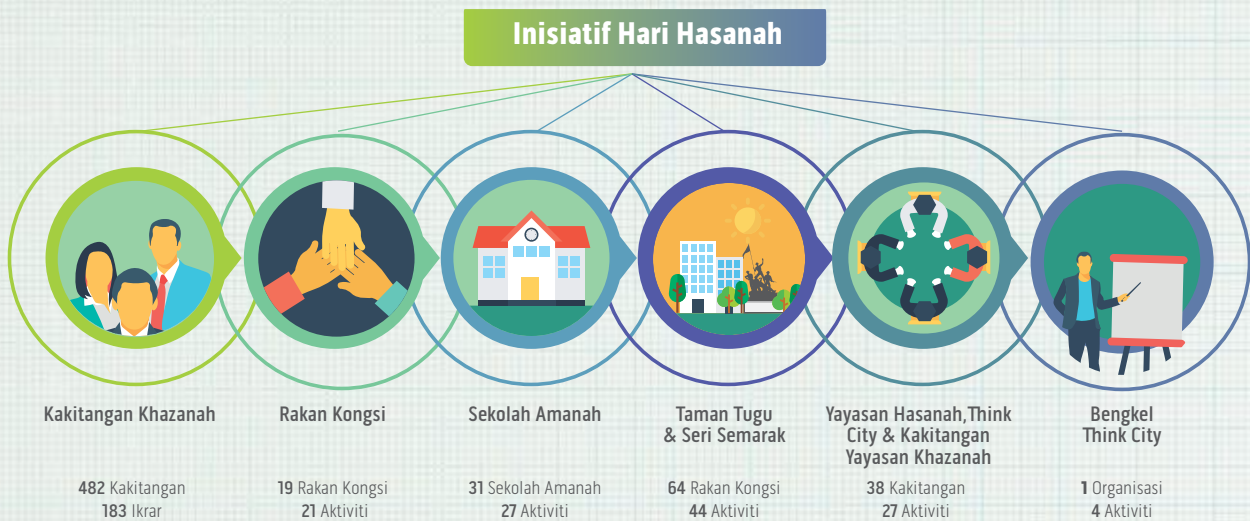 Inisiatif Hari Hasanah
Kakitangan Khazanah
482 Kakitangan
183 Ikrar
Rakan Kongsi
19 Rakan Kongsi
21 Aktiviti
Sekolah Amanah
31 Sekolah Amanah
27 Aktiviti
Taman Tugu
& Seri Semarak
64 Rakan Kongsi
44 Aktiviti
Yayasan Hasanah,Think
City & Kakitangan
Yayasan Khazanah
38 Kakitangan
27 Aktiviti
Bengkel
Think City
1 Organisasi
4 Aktiviti